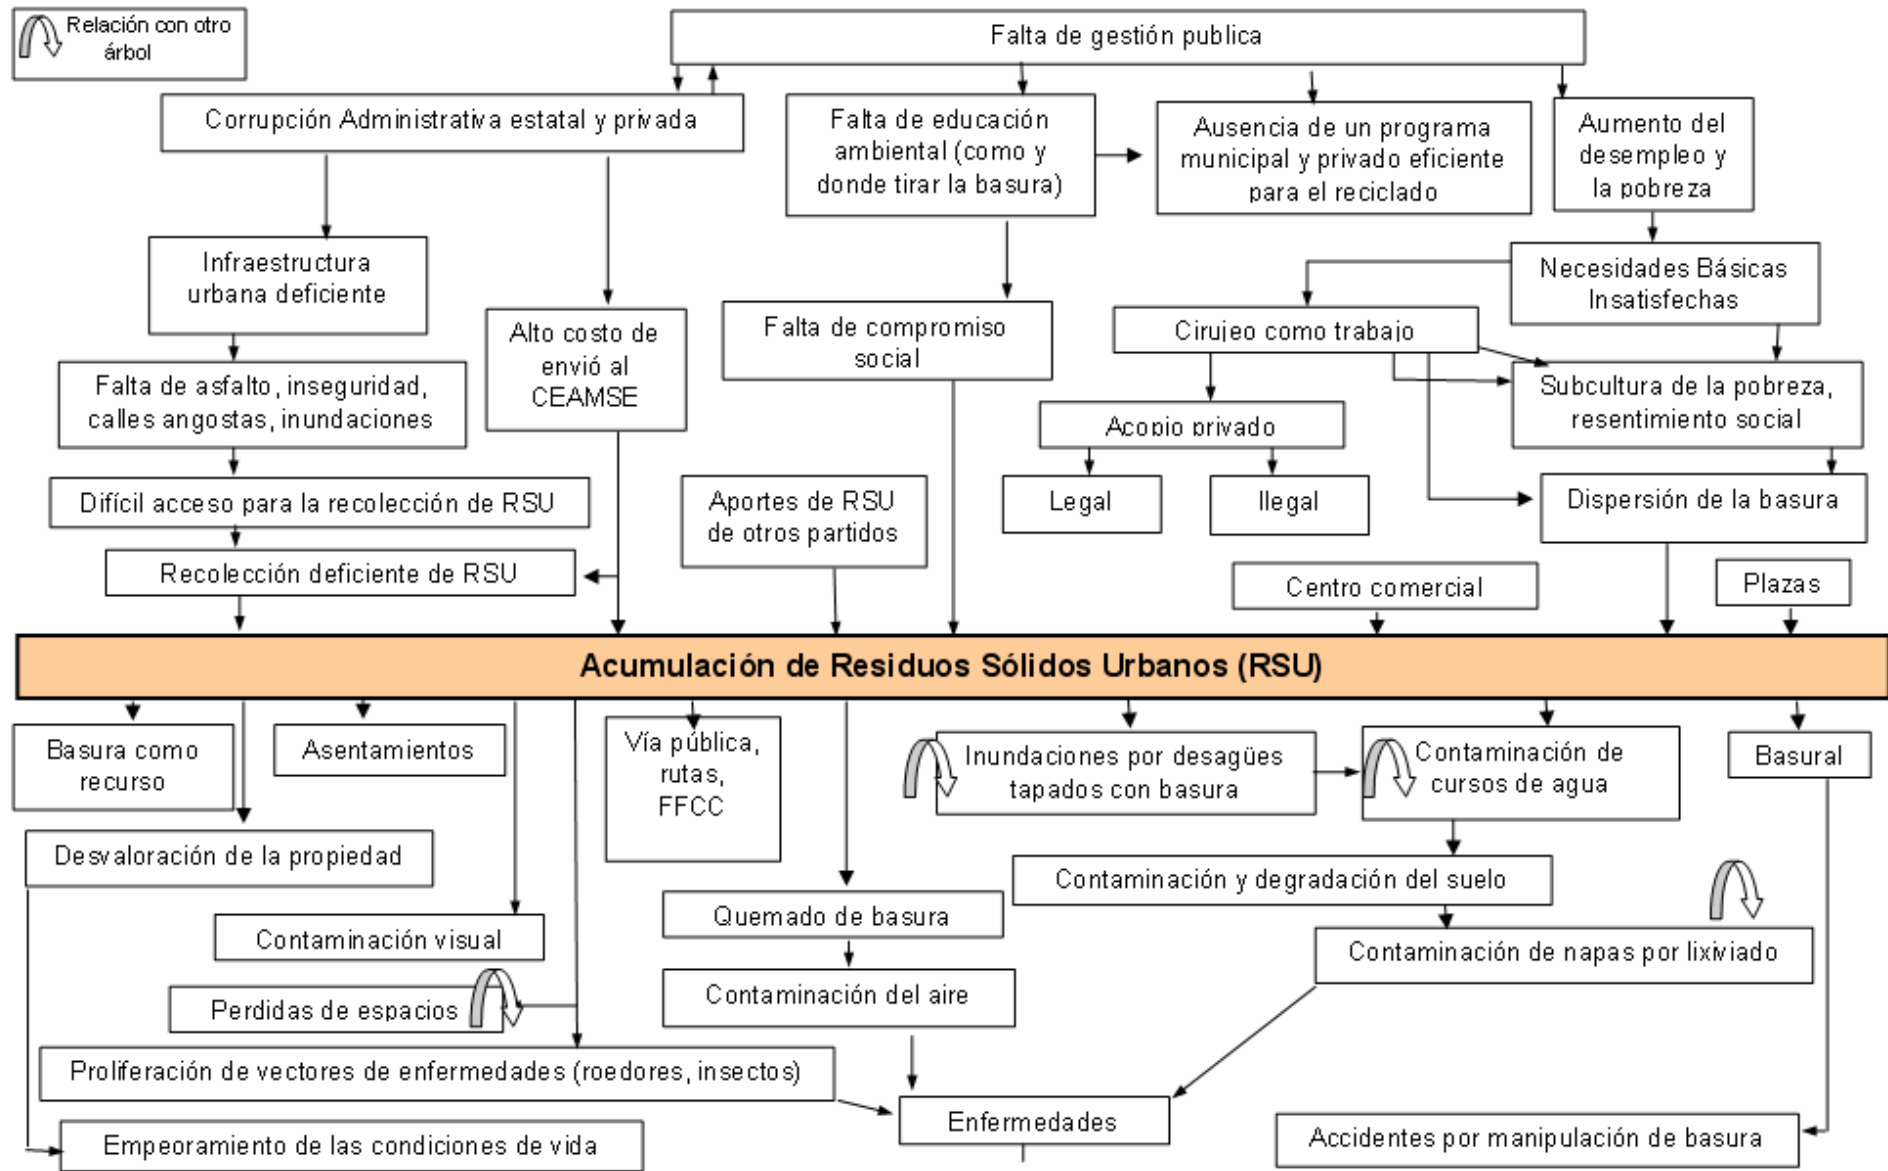 Relación con otro
árbol
Falta de gestión publica
Corrupción Administrativa estatal y privada
Falta de educación
ambiental (como y
donde tirar la basura)
Ausencia de un programa
municipal y privado eficiente
para el reciclado
Aumento del
desempleo y
la pobreza
Infraestructura
urbana deficiente
Necesidades Básicas
Insatisfechas
Alto costo de
envió al
CEAMSE
Falta de compromiso
social
Cirujeo como trabajo
Falta de asfalto, inseguridad,
calles angostas, inundaciones
Subcultura de la pobreza,
resentimiento social
Acopio privado
Difícil acceso para la recolección de RSU
Aportes de RSU
de otros partidos
Legal
Ilegal
Dispersión de la basura
Recolección deficiente de RSU
Centro comercial
Plazas
Acumulación de Residuos Sólidos Urbanos (RSU)
Basura como
recurso
Asentamientos
Vía pública,
rutas,
FFCC
Inundaciones por desagües
tapados con basura
Contaminación de
cursos de agua
Basural
Desvaloración de la propiedad
Contaminación y degradación del suelo
Quemado de basura
Contaminación visual
Contaminación de napas por lixiviado
Perdidas de espacios
Contaminación del aire
Proliferación de vectores de enfermedades (roedores, insectos)
Enfermedades
Empeoramiento de las condiciones de vida
Accidentes por manipulación de basura